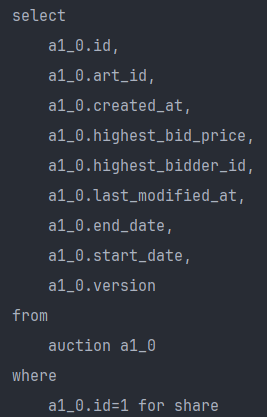 select
    a1_0.id,
    a1_0.art_id,
    a1_0.created_at,
    a1_0.highest_bid_price,
    a1_0.highest_bidder_id,
    a1_0.last_modified_at,
    a1_0.end_date,
    a1_0.start_date,
    a1_0.version
from
    auction a1_0
where
    a1_0.id=1 for share